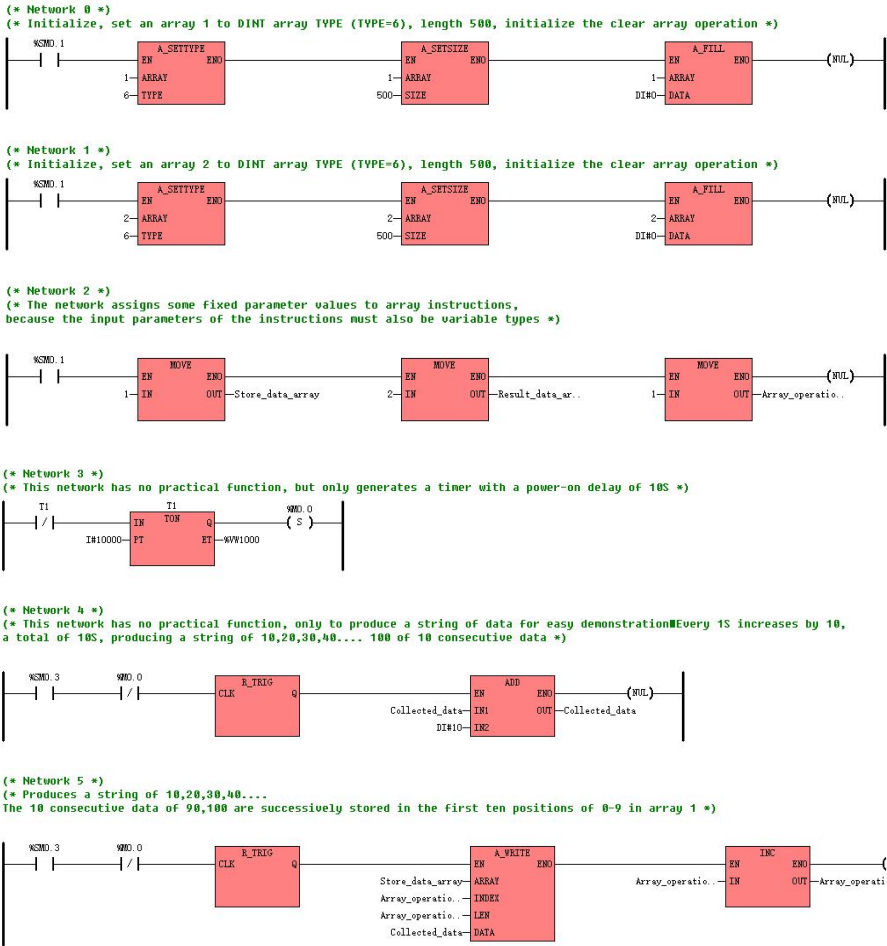 (* Network 0 *)
(* Initialize, set an array 1 to DINT array TYPE (TYPE=6), length 500, initialize the clear array operation *)
%SM0.1
A_SETTYPE
A_SETSIZE
A_FILL
EN ENO
EN ENO
EN ENO
(NUL)
1 ARRAY
1 ARRAY
1 ARRAY
6 TYPE
500 SIZE
DI#0 DATA
(* Network 1 *)
(* Initialize, set an array 2 to DINT array TYPE (TYPE=6), length 500, initialize the clear array operation *)
%SM0.1
A_SETTYPE
A_SETSIZE
A_FILL
EN ENO
EN ENO
EN ENO
(NUL)
2 ARRAY
2 ARRAY
2 ARRAY
6 TYPE
500 SIZE
DI#0 DATA
(* Network 2 *)
(* The network assigns some fixed parameter values to array instructions,
because the input parameters of the instructions must also be variable types *)
%SM0.1
MOVE
MOVE
MOVE
EN ENO
EN ENO
EN ENO
(NUL)
1 IN OUT Store_data_array
2 IN OUT Result_data_ar..
1 IN OUT Array_operatio..
(* Network 3 *)
(* This network has no practical function, but only generates a timer with a power-on delay of 10S *)
T1
T1
%M0.0
/
IN TON Q
( S )
I#10000 PT ET %VW1000
(* Network 4 *)
(* This network has no practical function, only to produce a string of data for easy demonstration■Every 1S increases by 10,
a total of 10S, producing a string of 10,20,30,40.... 100 of 10 consecutive data *)
%SM0.3
%M0.0
R_TRIG
ADD
/
CLK Q
EN ENO
(NUL)
Collected_data IN1 OUT Collected_data
DI#10 IN2
(* Network 5 *)
(* Produces a string of 10,20,30,40....
The 10 consecutive data of 90,100 are successively stored in the first ten positions of 0-9 in array 1 *)
%SM0.3
%M0.0
R_TRIG
A_WRITE
INC
/
CLK Q
EN ENO
EN ENO
(
Store_data_array ARRAY
Array_operatio.. IN OUT Array_operati
Array_operatio.. INDEX
Array_operatio.. LEN
Collected_data DATA